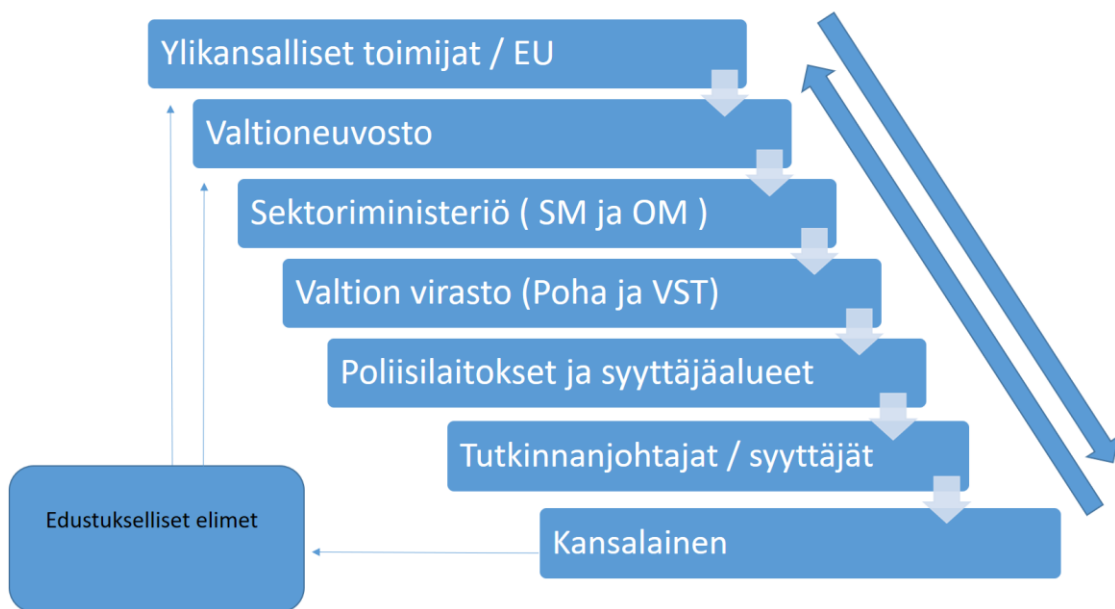 Ylikansalliset toimijat / EU
Valtioneuvosto
Sektoriministeriö ( SM ja OM )
Valtion virasto (Poha ja VST)
Poliisilaitokset ja syyttäjäalueet
Tutkinnanjohtajat / syyttäjät
Edustukselliset elimet
Kansalainen